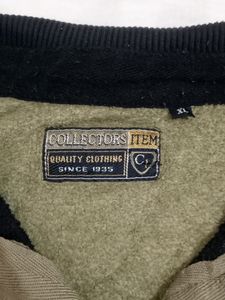 COLLECTORS ITEM
QUALITY CLOTHING
SINCE 1935
XL